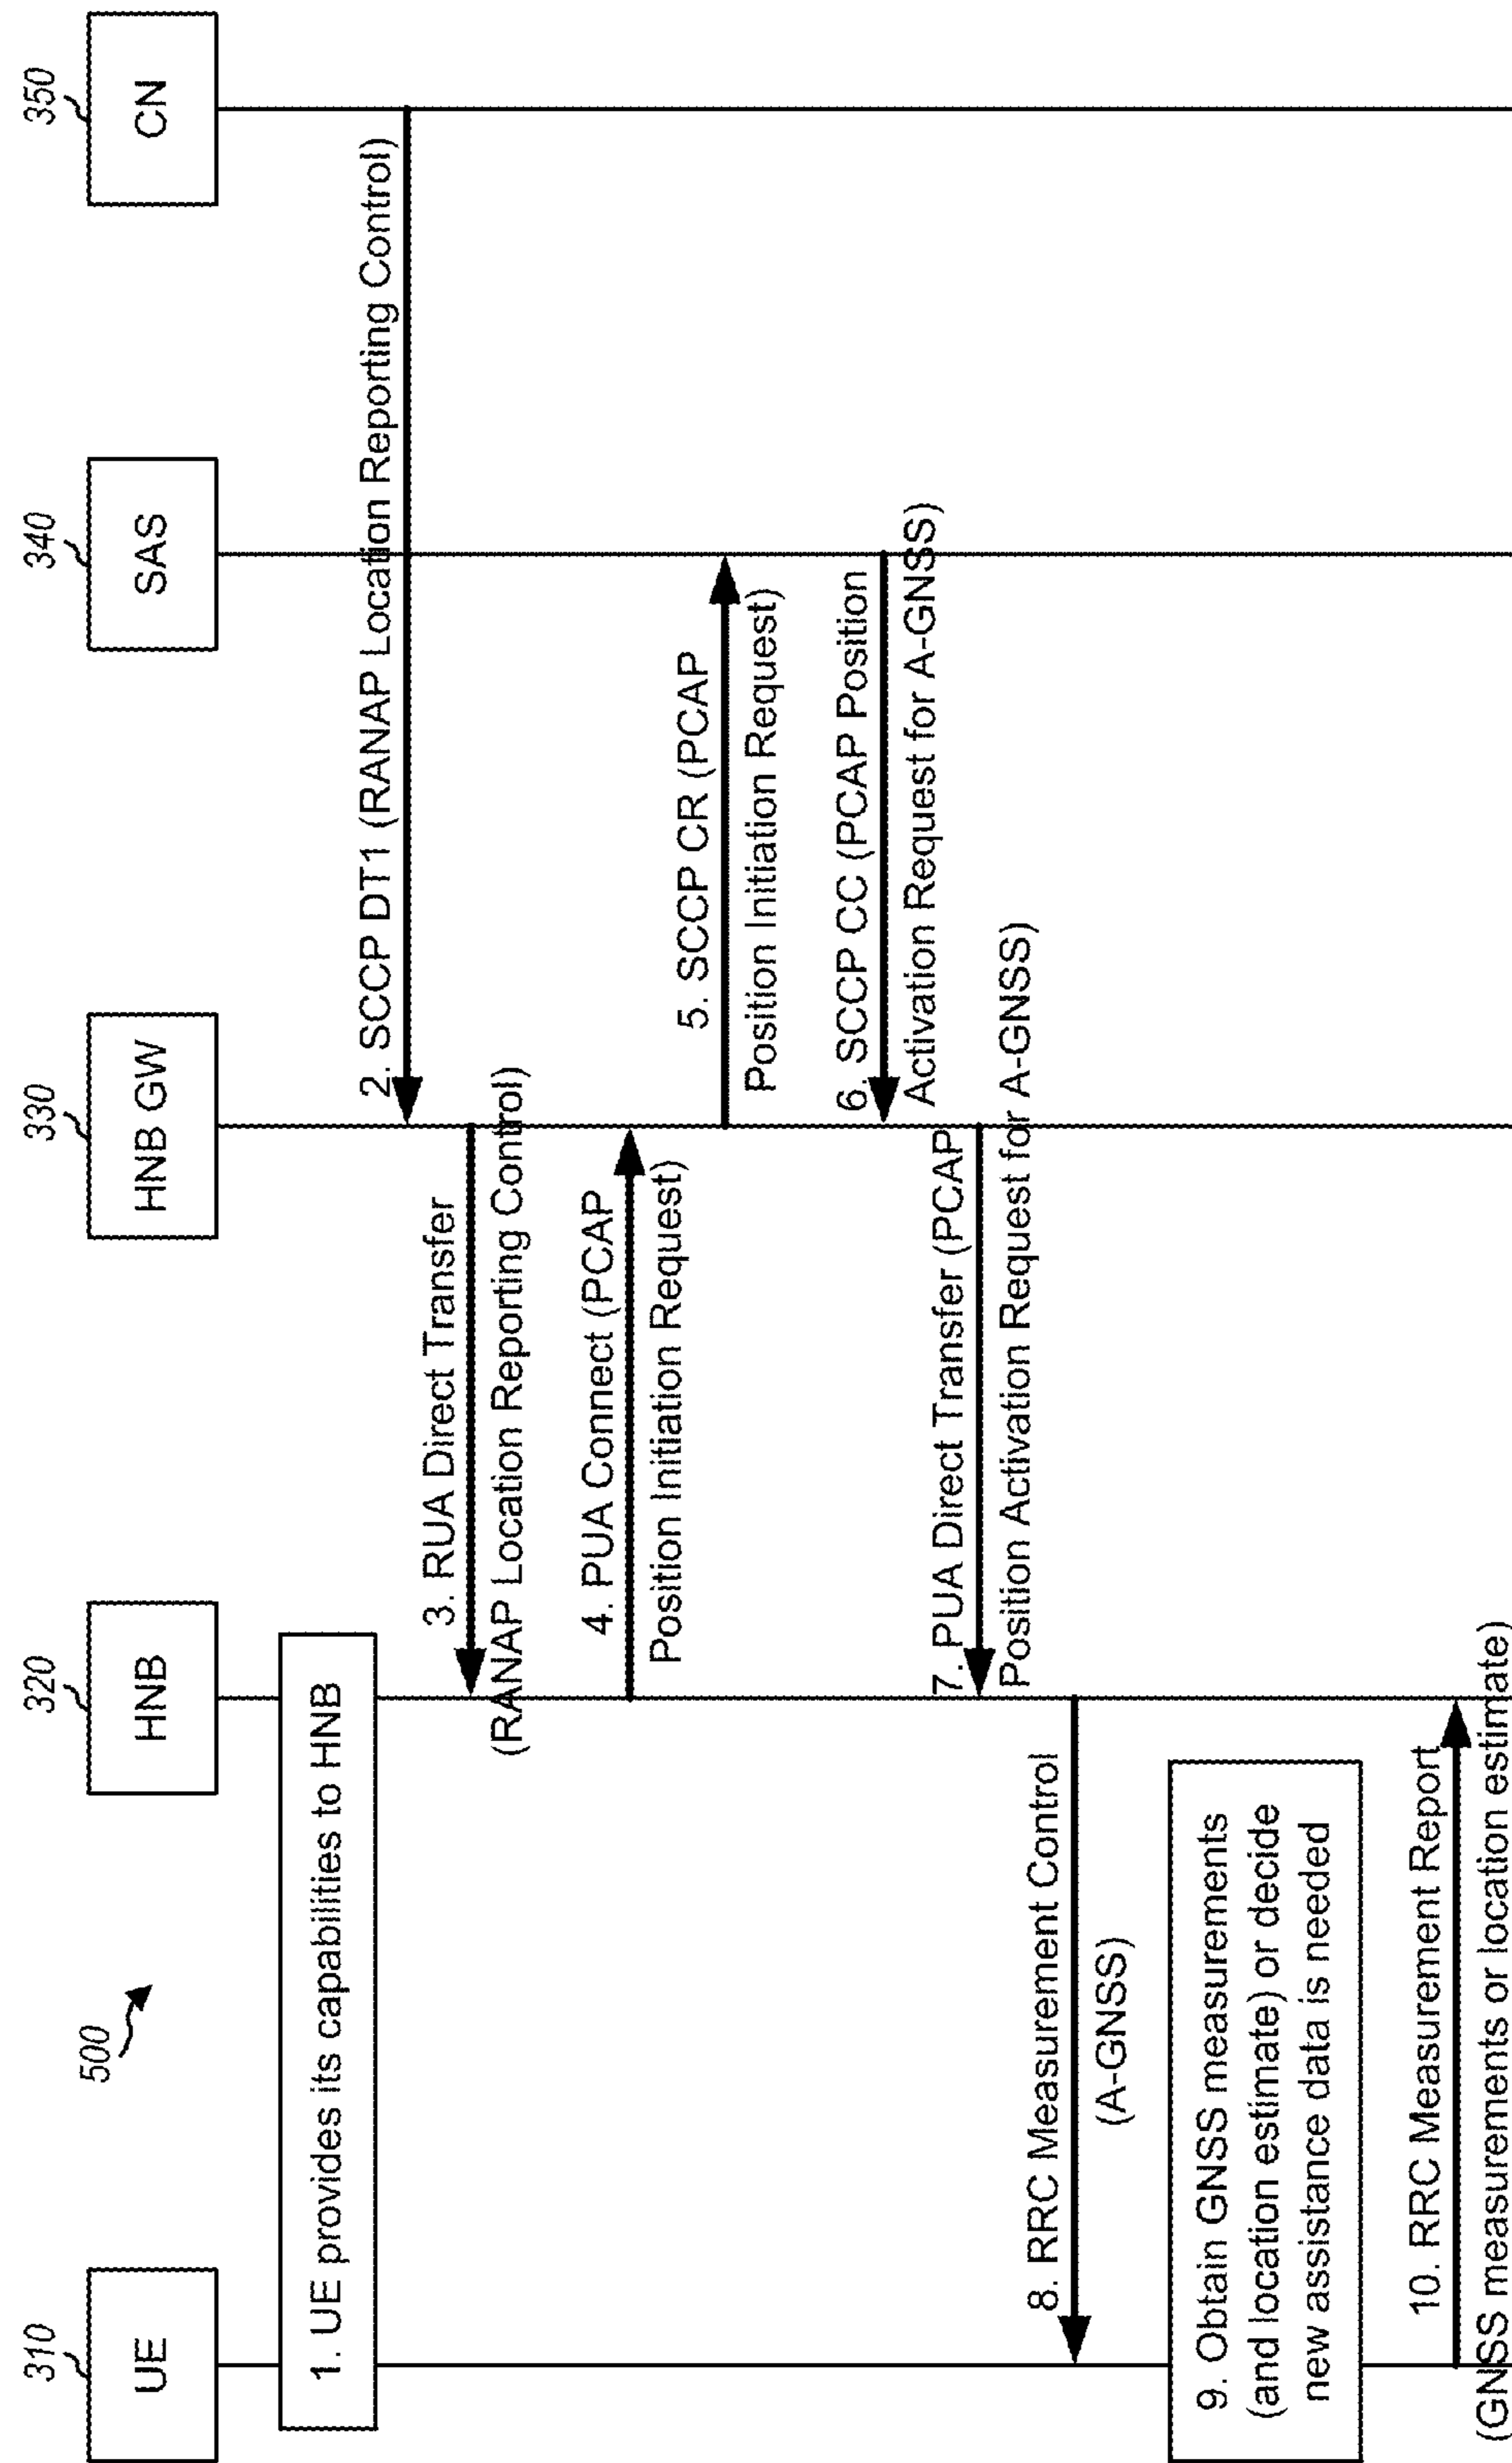 500
310
320
330
340
350
UE
HNB
HNB GW
SAS
CN
1. UE provides its capabilities to HNB
2. SCCP DT1 (RANAP Location Reporting Control)
3. RUA Direct Transfer
(RANAP Location Reporting Control)
4. PUA Connect (PCAP
Position Initiation Request)
5. SCCP CR (PCAP
Position Initiation Request)
6. SCCP CC (PCAP Position
Activation Request for A-GNSS)
7. PUA Direct Transfer (PCAP
Position Activation Request for A-GNSS)
8. RRC Measurement Control
(A-GNSS)
9. Obtain GNSS measurements
(and location estimate) or decide
new assistance data is needed
10. RRC Measurement Report
(GNSS measurements or location estimate)